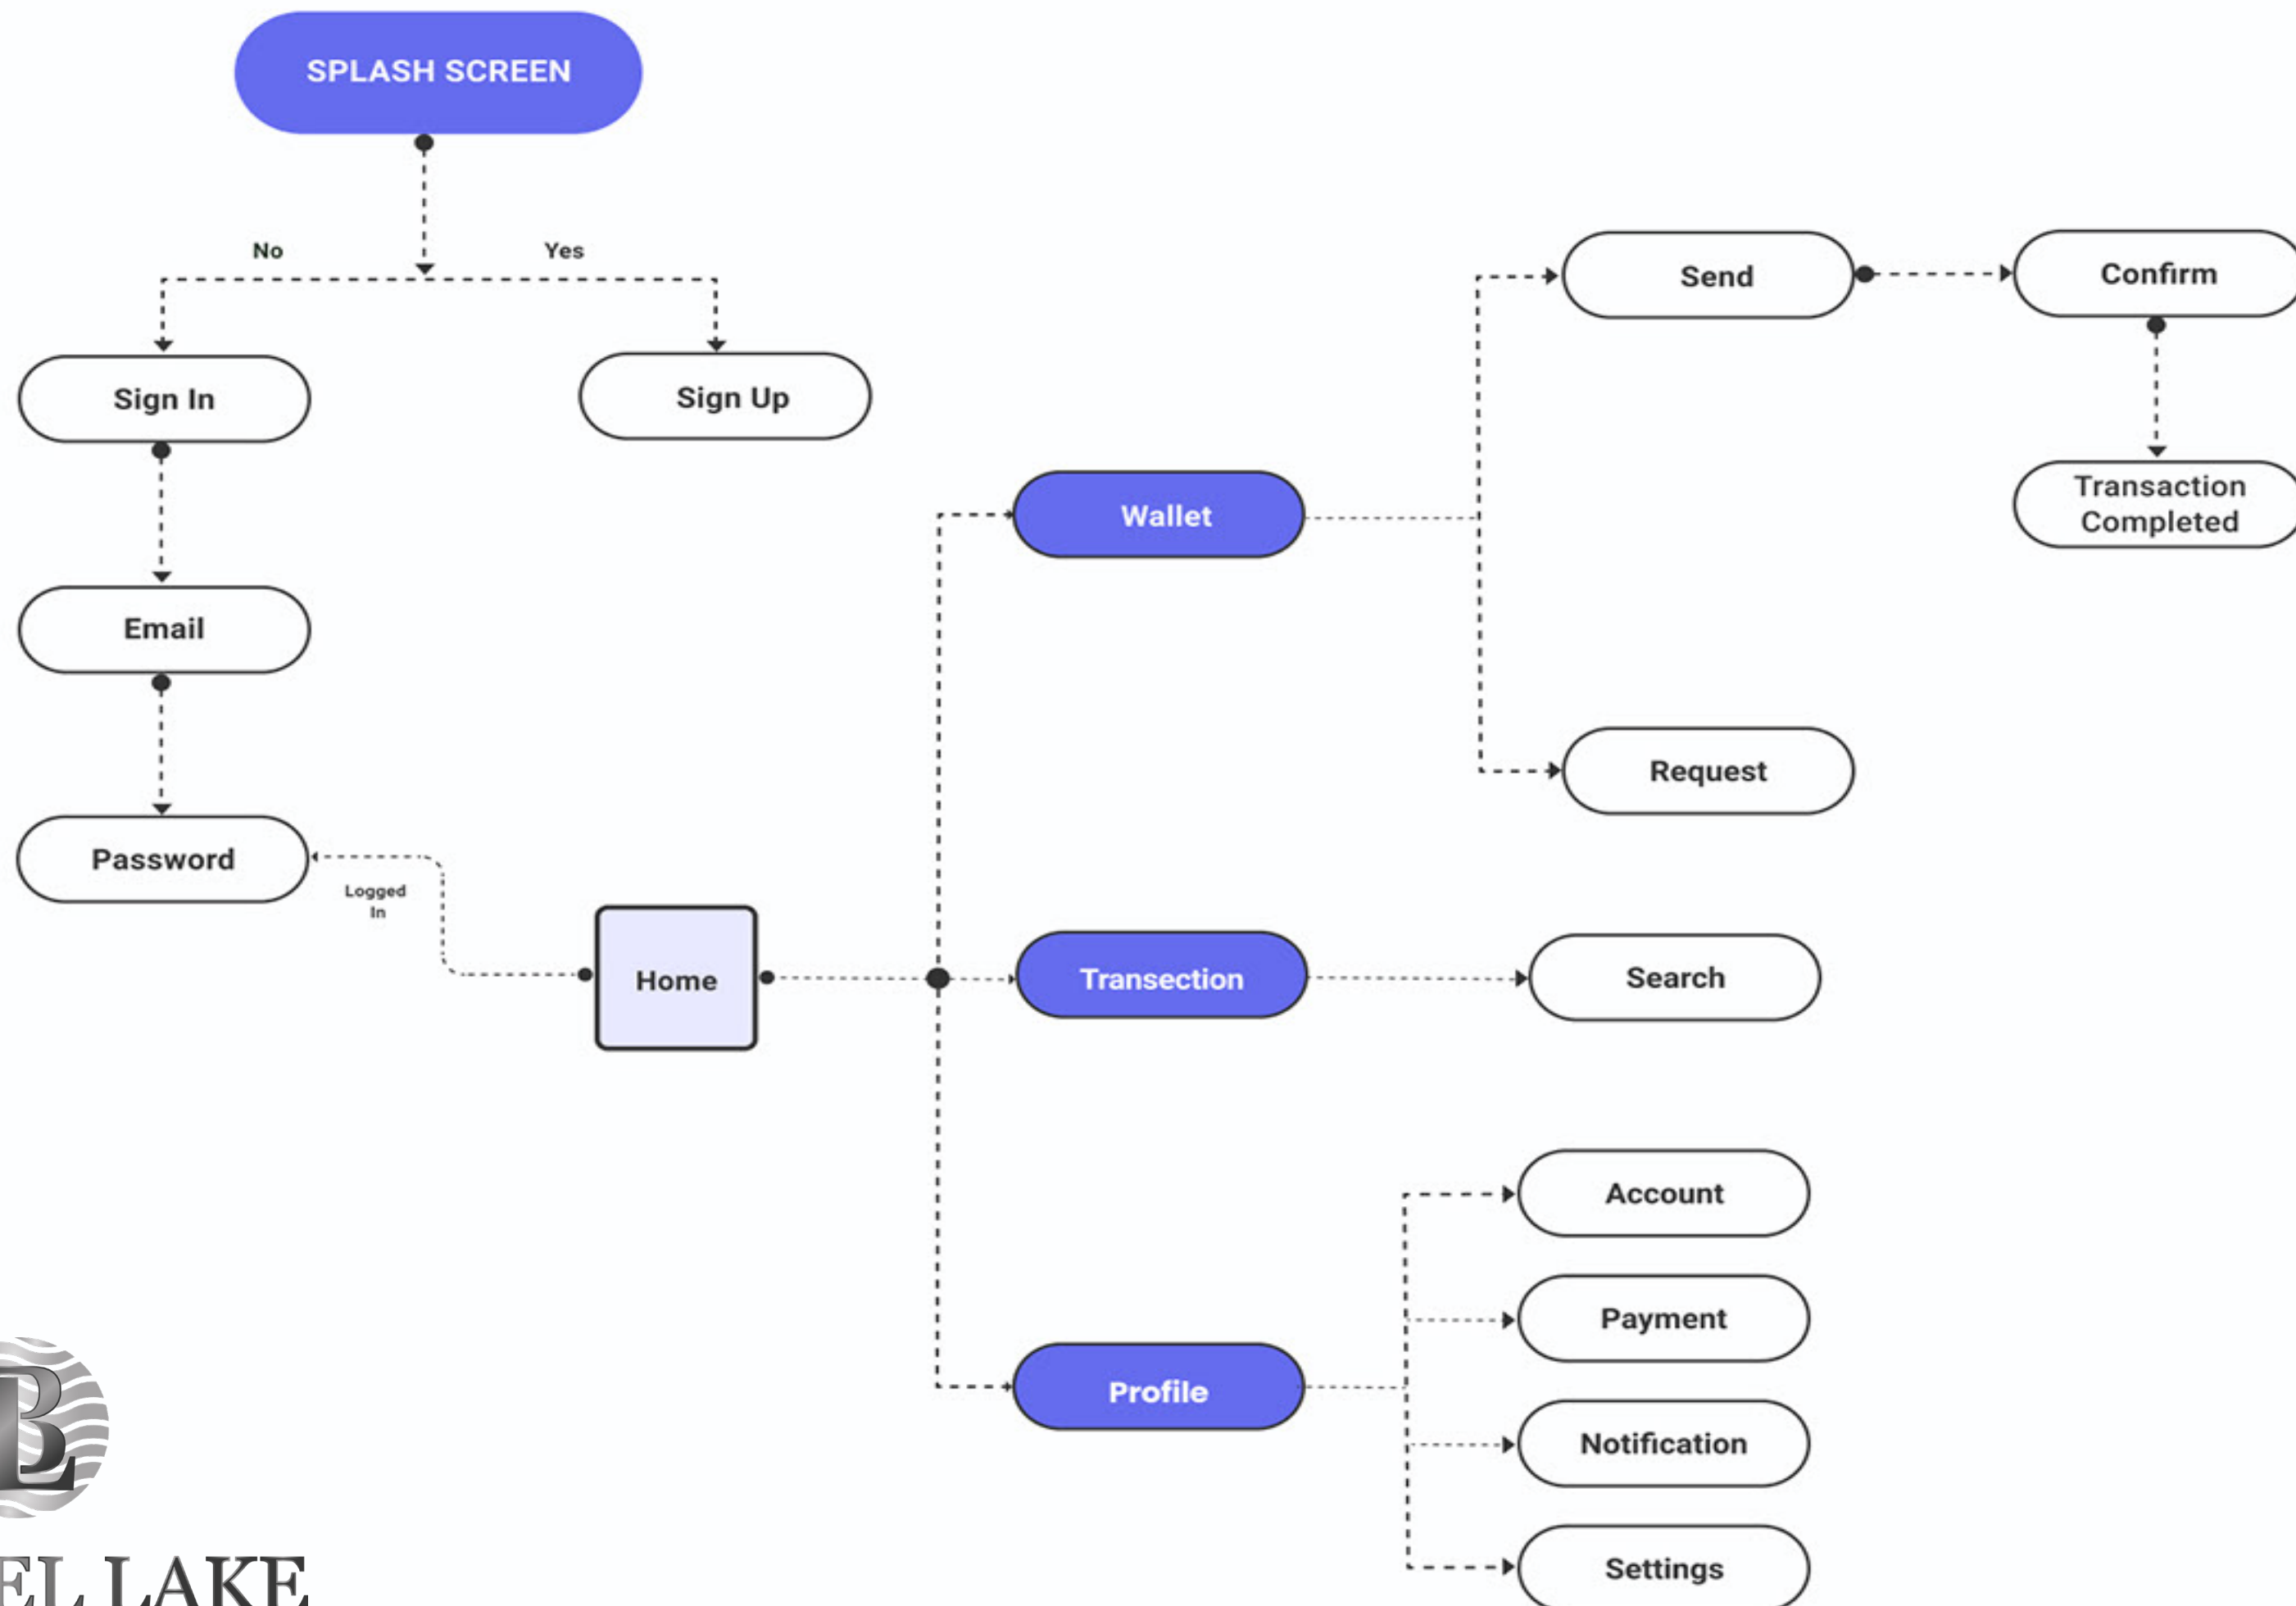 SPLASH SCREEN
No
Yes
Sign In
Sign Up
Email
Password
Logged
In
Home
Wallet
Send
Confirm
Transaction
Completed
Request
Transection
Search
Profile
Account
Payment
Notification
Settings
EL LAKE